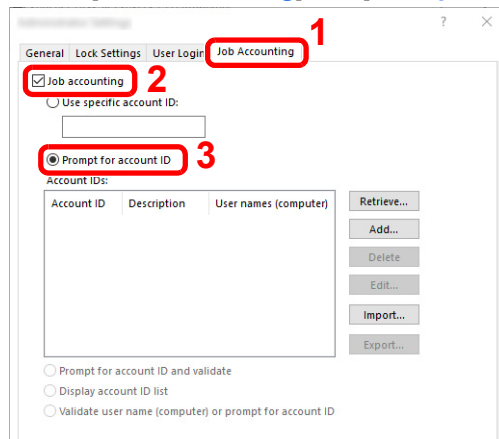 1
? ×
General Lock Settings User Login Job Accounting
Job accounting 2
Use specific account ID:
Prompt for account ID 3
Account IDs:
Account ID Description User names (computer) Retrieve...
Add...
Delete
Edit...
Import...
Export...
Prompt for account ID and validate
Display account ID list
Validate user name (computer) or prompt for account ID